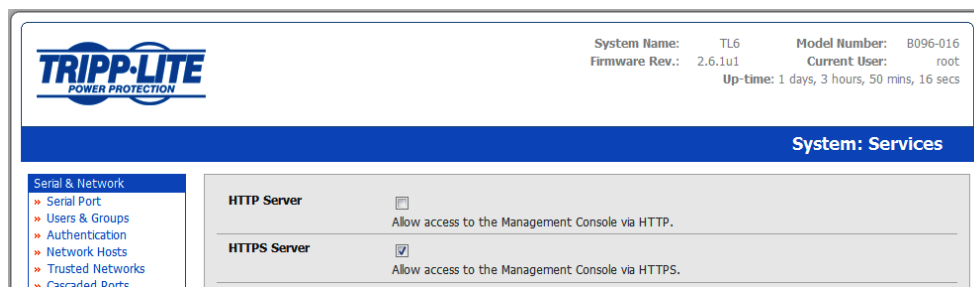 TRIPP·LITE
POWER PROTECTION
System Name: TL6 Model Number: B096-016
Firmware Rev.: 2.6.1u1 Current User: root
Up-time: 1 days, 3 hours, 50 mins, 16 secs
System: Services
Serial & Network
» Serial Port
» Users & Groups
» Authentication
» Network Hosts
» Trusted Networks
» Cascaded Ports
HTTP Server
Allow access to the Management Console via HTTP.
HTTPS Server
Allow access to the Management Console via HTTPS.